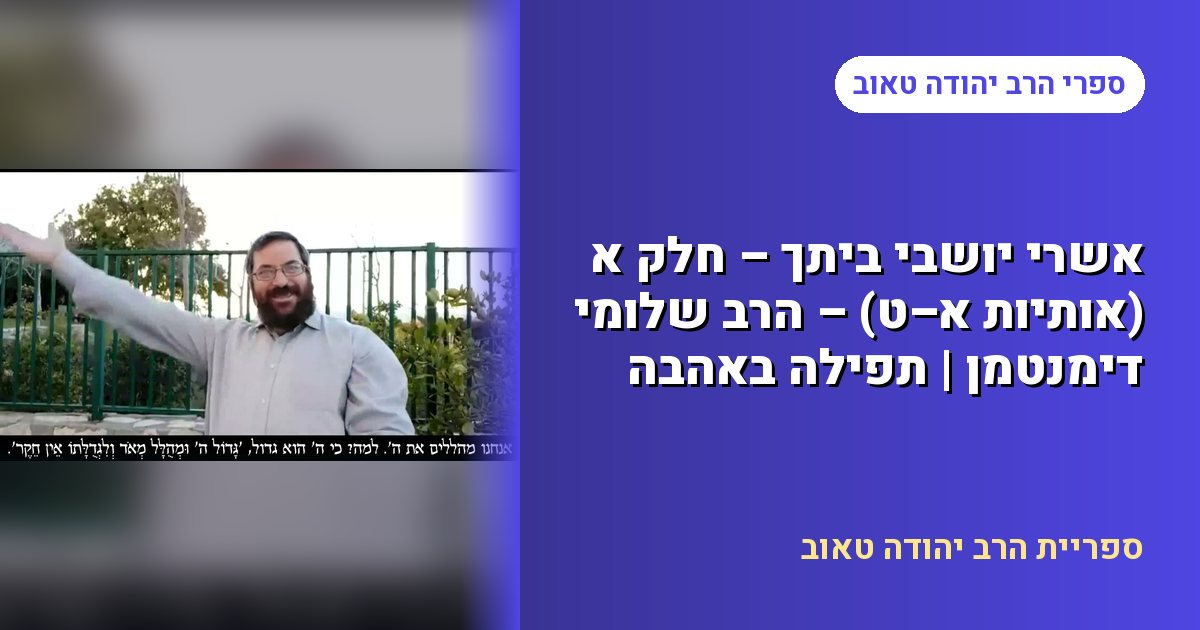 ספרי הרב יהודה טאוב
אשרי יושבי ביתך – חלק א
(אותיות א–ט) – הרב שלומי
דימנטמן | תפילה באהבה
אנחנו מהללים את ה'. למה? כי ה' הוא גדול, 'גָּדוֹל ה' וּמְהֻלָּל מְאֹד וְלִגְדֻלָּתוֹ אֵין חֵקֶר'.
ספריית הרב יהודה טאוב